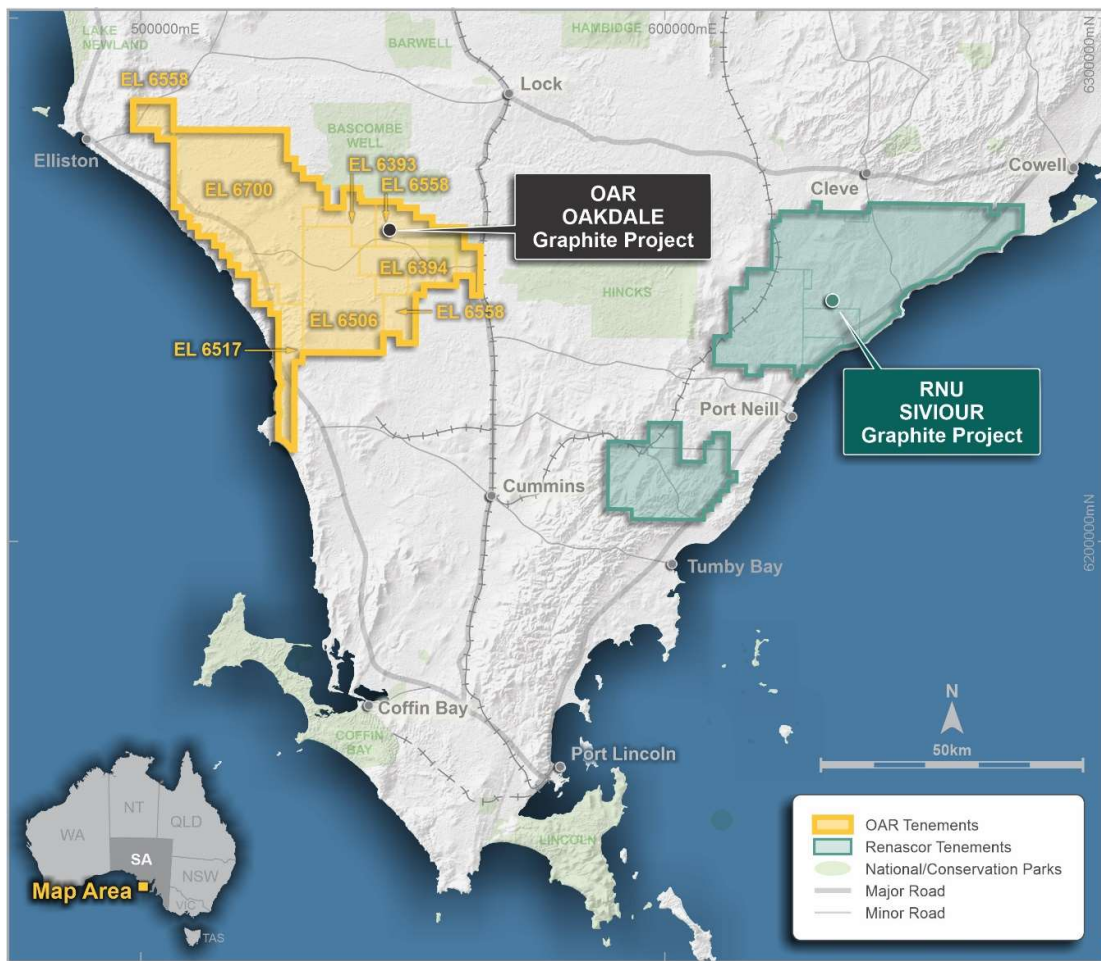 LAKE
NEWLAND
500000mE
BARWELL
HAMBIDGE
600000mE
6300000mN
EL 6558
Lock
Elliston
BASCOMBE
WELL
EL 6393
EL 6558
EL 6700
OAR
OAKDALE
Graphite Project
Cowell
Cleve
EL 6394
HINCKS
EL 6506
EL 6558
EL 6517
RNU
SIVIOUR
Graphite Project
Port Neill
Cummins
6200000mN
Tumby Bay
Coffin Bay
COFFIN
BAY
Port Lincoln
LINCOLN
N
50km
WA
NT
QLD
SA
NSW
VIC
TAS
Map Area
OAR Tenements
Renascor Tenements
National/Conservation Parks
Major Road
Minor Road